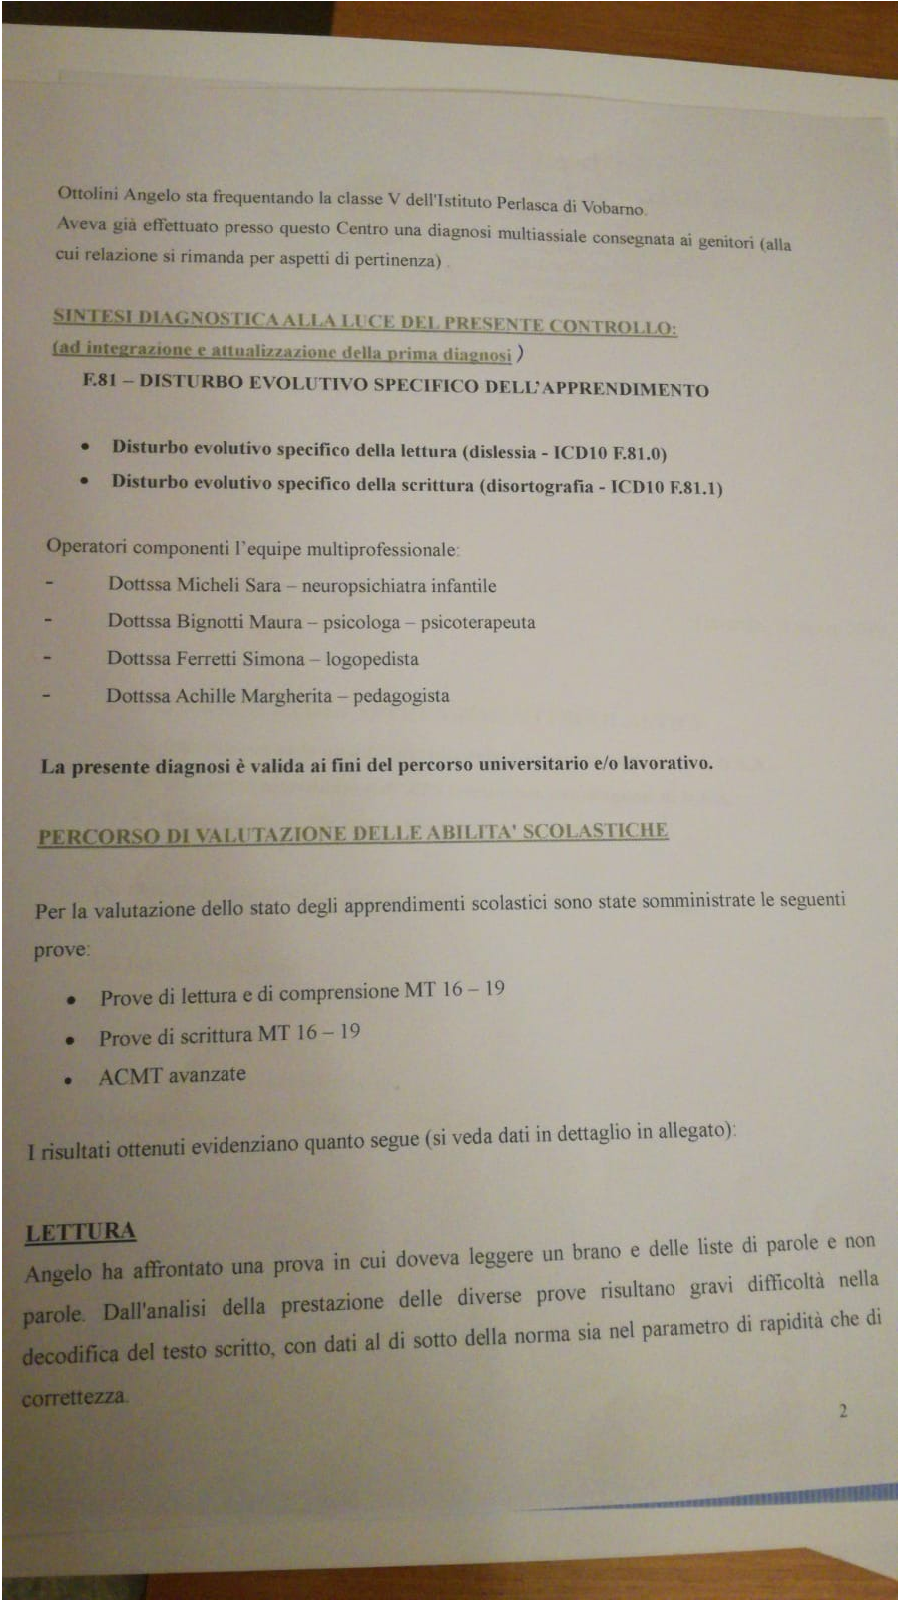 Ottolini Angelo sta frequentando la classe V dell'Istituto Perlasca di Vobarno.
Aveva già effettuato presso questo Centro una diagnosi multiassiale consegnata ai genitori (alla
cui relazione si rimanda per aspetti di pertinenza) .
SINTESI DIAGNOSTICA ALLA LUCE DEL PRESENTE CONTROLLO:
(ad integrazione e attualizzazione della prima diagnosi )
F.81 – DISTURBO EVOLUTIVO SPECIFICO DELL'APPRENDIMENTO
• Disturbo evolutivo specifico della lettura (dislessia - ICD10 F.81.0)
• Disturbo evolutivo specifico della scrittura (disortografia - ICD10 F.81.1)
Operatori componenti l'equipe multiprofessionale:
- Dottssa Micheli Sara – neuropsichiatra infantile
- Dottssa Bignotti Maura – psicologa – psicoterapeuta
- Dottssa Ferretti Simona – logopedista
- Dottssa Achille Margherita – pedagogista
La presente diagnosi è valida ai fini del percorso universitario e/o lavorativo.
PERCORSO DI VALUTAZIONE DELLE ABILITA' SCOLASTICHE
Per la valutazione dello stato degli apprendimenti scolastici sono state somministrate le seguenti
prove:
• Prove di lettura e di comprensione MT 16 – 19
• Prove di scrittura MT 16 – 19
• ACMT avanzate
I risultati ottenuti evidenziano quanto segue (si veda dati in dettaglio in allegato):
LETTURA
Angelo ha affrontato una prova in cui doveva leggere un brano e delle liste di parole e non
parole. Dall'analisi della prestazione delle diverse prove risultano gravi difficoltà nella
decodifica del testo scritto, con dati al di sotto della norma sia nel parametro di rapidità che di
correttezza.
2